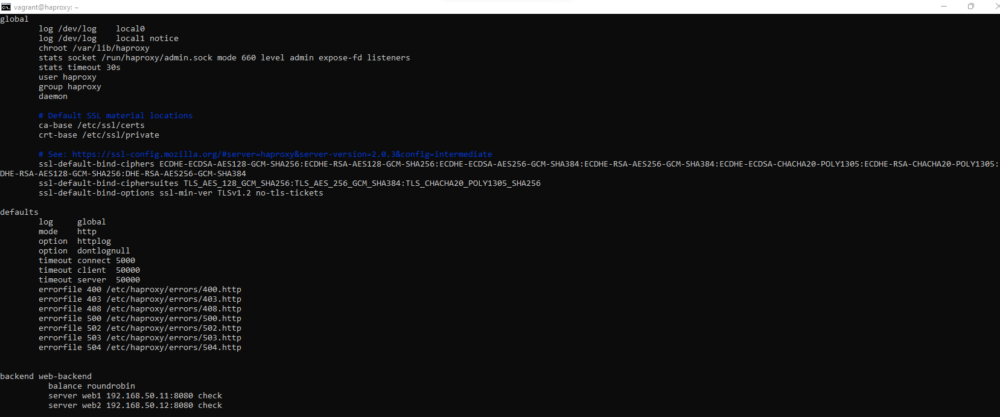 vagrant@haproxy: ~
global
log /dev/log local0
log /dev/log local1 notice
chroot /var/lib/haproxy
stats socket /run/haproxy/admin.sock mode 660 level admin expose-fd listeners
stats timeout 30s
user haproxy
group haproxy
daemon
# Default SSL material locations
ca-base /etc/ssl/certs
crt-base /etc/ssl/private
# See: https://ssl-config.mozilla.org/#server=haproxy&server-version=2.0.3&config=intermediate
ssl-default-bind-ciphers ECDHE-ECDSA-AES128-GCM-SHA256:ECDHE-RSA-AES128-GCM-SHA256:ECDHE-ECDSA-AES256-GCM-SHA384:ECDHE-RSA-AES256-GCM-SHA384:ECDHE-ECDSA-CHACHA20-POLY1305:ECDHE-RSA-CHACHA20-POLY1305:
DHE-RSA-AES128-GCM-SHA256:DHE-RSA-AES256-GCM-SHA384
ssl-default-bind-ciphersuites TLS_AES_128_GCM_SHA256:TLS_AES_256_GCM_SHA384:TLS_CHACHA20_POLY1305_SHA256
ssl-default-bind-options ssl-min-ver TLSv1.2 no-tls-tickets
defaults
log global
mode http
option httplog
option dontlognull
timeout connect 5000
timeout client 50000
timeout server 50000
errorfile 400 /etc/haproxy/errors/400.http
errorfile 403 /etc/haproxy/errors/403.http
errorfile 408 /etc/haproxy/errors/408.http
errorfile 500 /etc/haproxy/errors/500.http
errorfile 502 /etc/haproxy/errors/502.http
errorfile 503 /etc/haproxy/errors/503.http
errorfile 504 /etc/haproxy/errors/504.http
backend web-backend
balance roundrobin
server web1 192.168.50.11:8080 check
server web2 192.168.50.12:8080 check